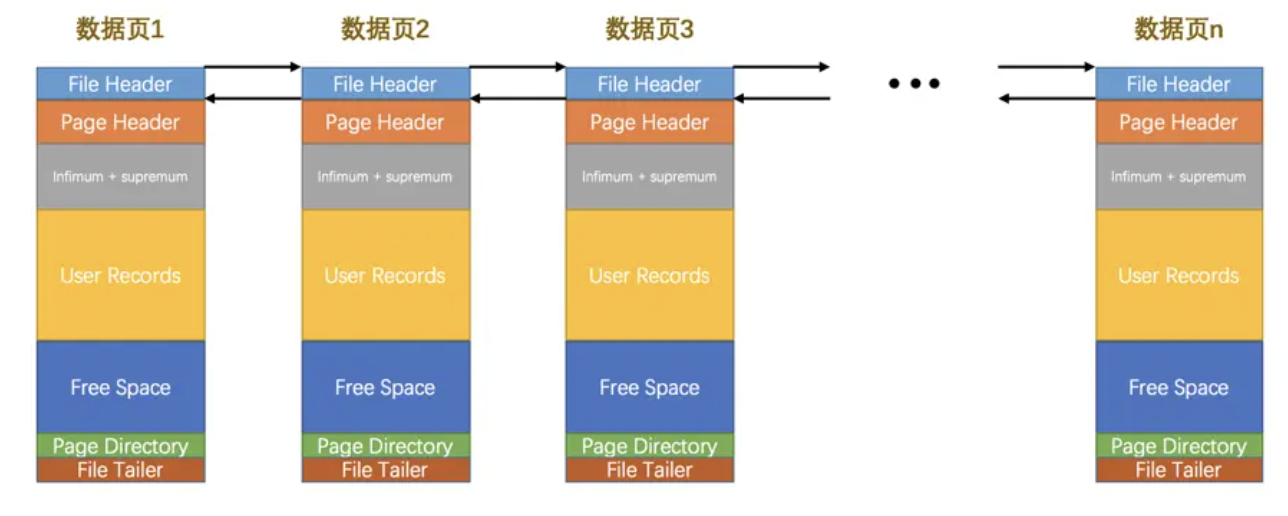 数据页1 数据页2 数据页3 数据页n
File Header File Header File Header ••• File Header
Page Header Page Header Page Header Page Header
Infimum + supremum Infimum + supremum Infimum + supremum Infimum + supremum
User Records User Records User Records User Records
Free Space Free Space Free Space Free Space
Page Directory Page Directory Page Directory Page Directory
File Tailer File Tailer File Tailer File Tailer